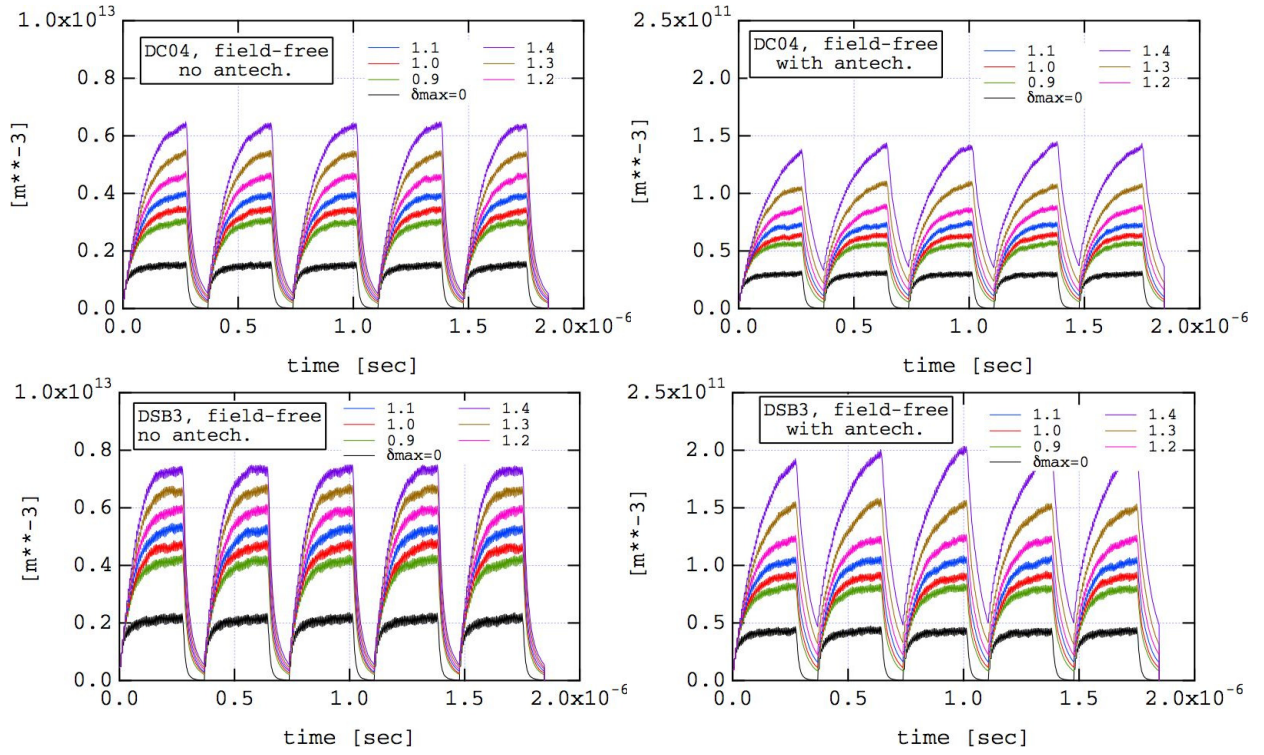 1.0x10^13
0.8
0.6
0.4
0.2
0.0
[m**-3]
DC04, field-free
no antech.
1.1 1.4
1.0 1.3
0.9 1.2
δmax=0
0.0 0.5 1.0 1.5 2.0x10^-6
time [sec]
2.5x10^11
2.0
1.5
1.0
0.5
0.0
[m**-3]
DC04, field-free
with antech.
1.1 1.4
1.0 1.3
0.9 1.2
δmax=0
0.0 0.5 1.0 1.5 2.0x10^-6
time [sec]
1.0x10^13
0.8
0.6
0.4
0.2
0.0
[m**-3]
DSB3, field-free
no antech.
1.1 1.4
1.0 1.3
0.9 1.2
δmax=0
0.0 0.5 1.0 1.5 2.0x10^-6
time [sec]
2.5x10^11
2.0
1.5
1.0
0.5
0.0
[m**-3]
DSB3, field-free
with antech.
1.1 1.4
1.0 1.3
0.9 1.2
δmax=0
0.0 0.5 1.0 1.5 2.0x10^-6
time [sec]